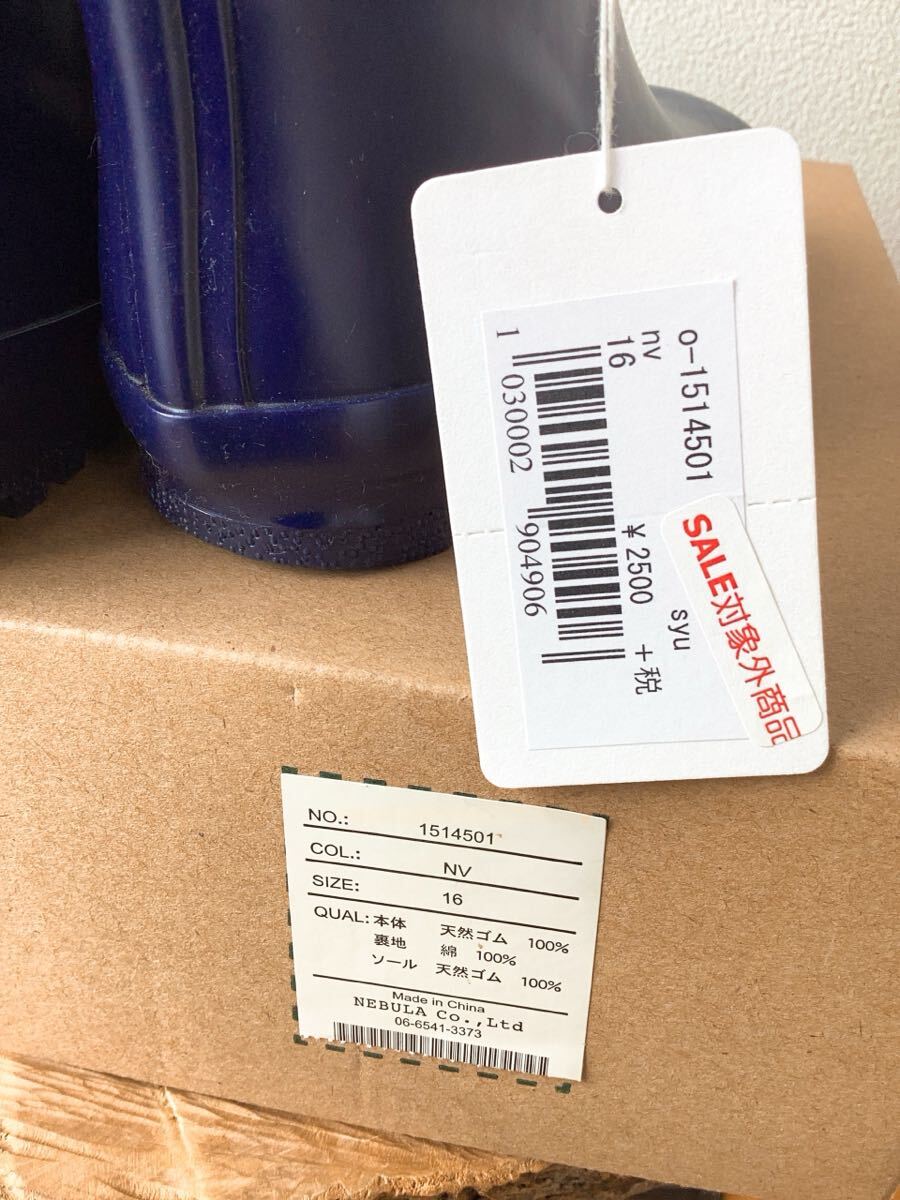 o-1514501
nv
16
1 030002 904906
¥2500 +税
syu
SALE対象外商品
NO.: 1514501
COL.: NV
SIZE: 16
QUAL: 本体 天然ゴム 100%
裏地 綿 100%
ソール 天然ゴム 100%
Made in China
NEBULA Co.,Ltd
06-6541-3373